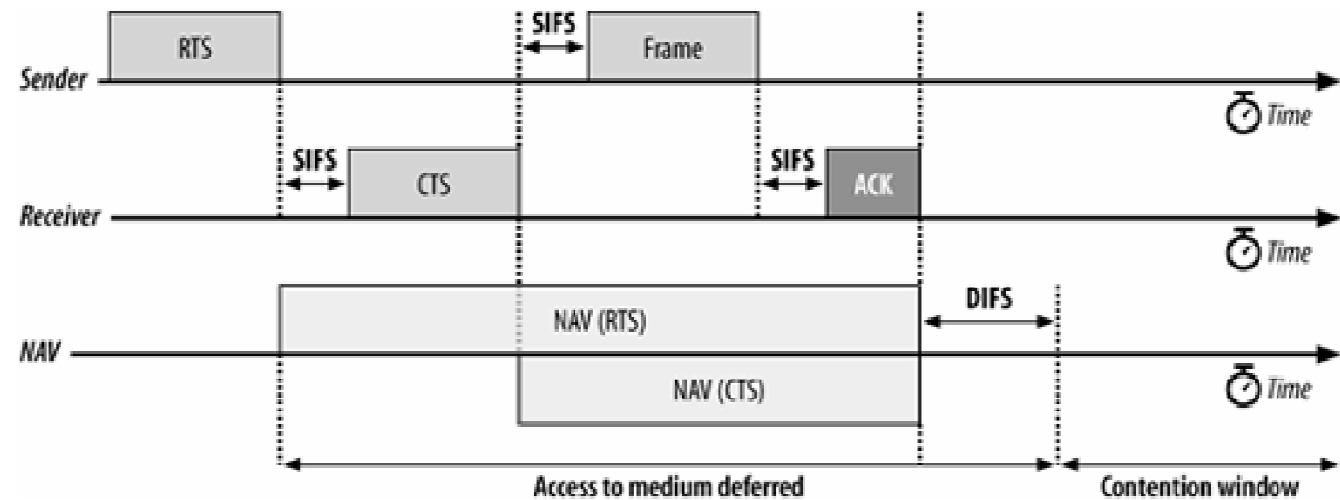 SIFS
RTS
Frame
Sender
Time
SIFS
SIFS
CTS
ACK
Receiver
Time
DIFS
NAV (RTS)
NAV
NAV (CTS)
Time
Access to medium deferred
Contention window